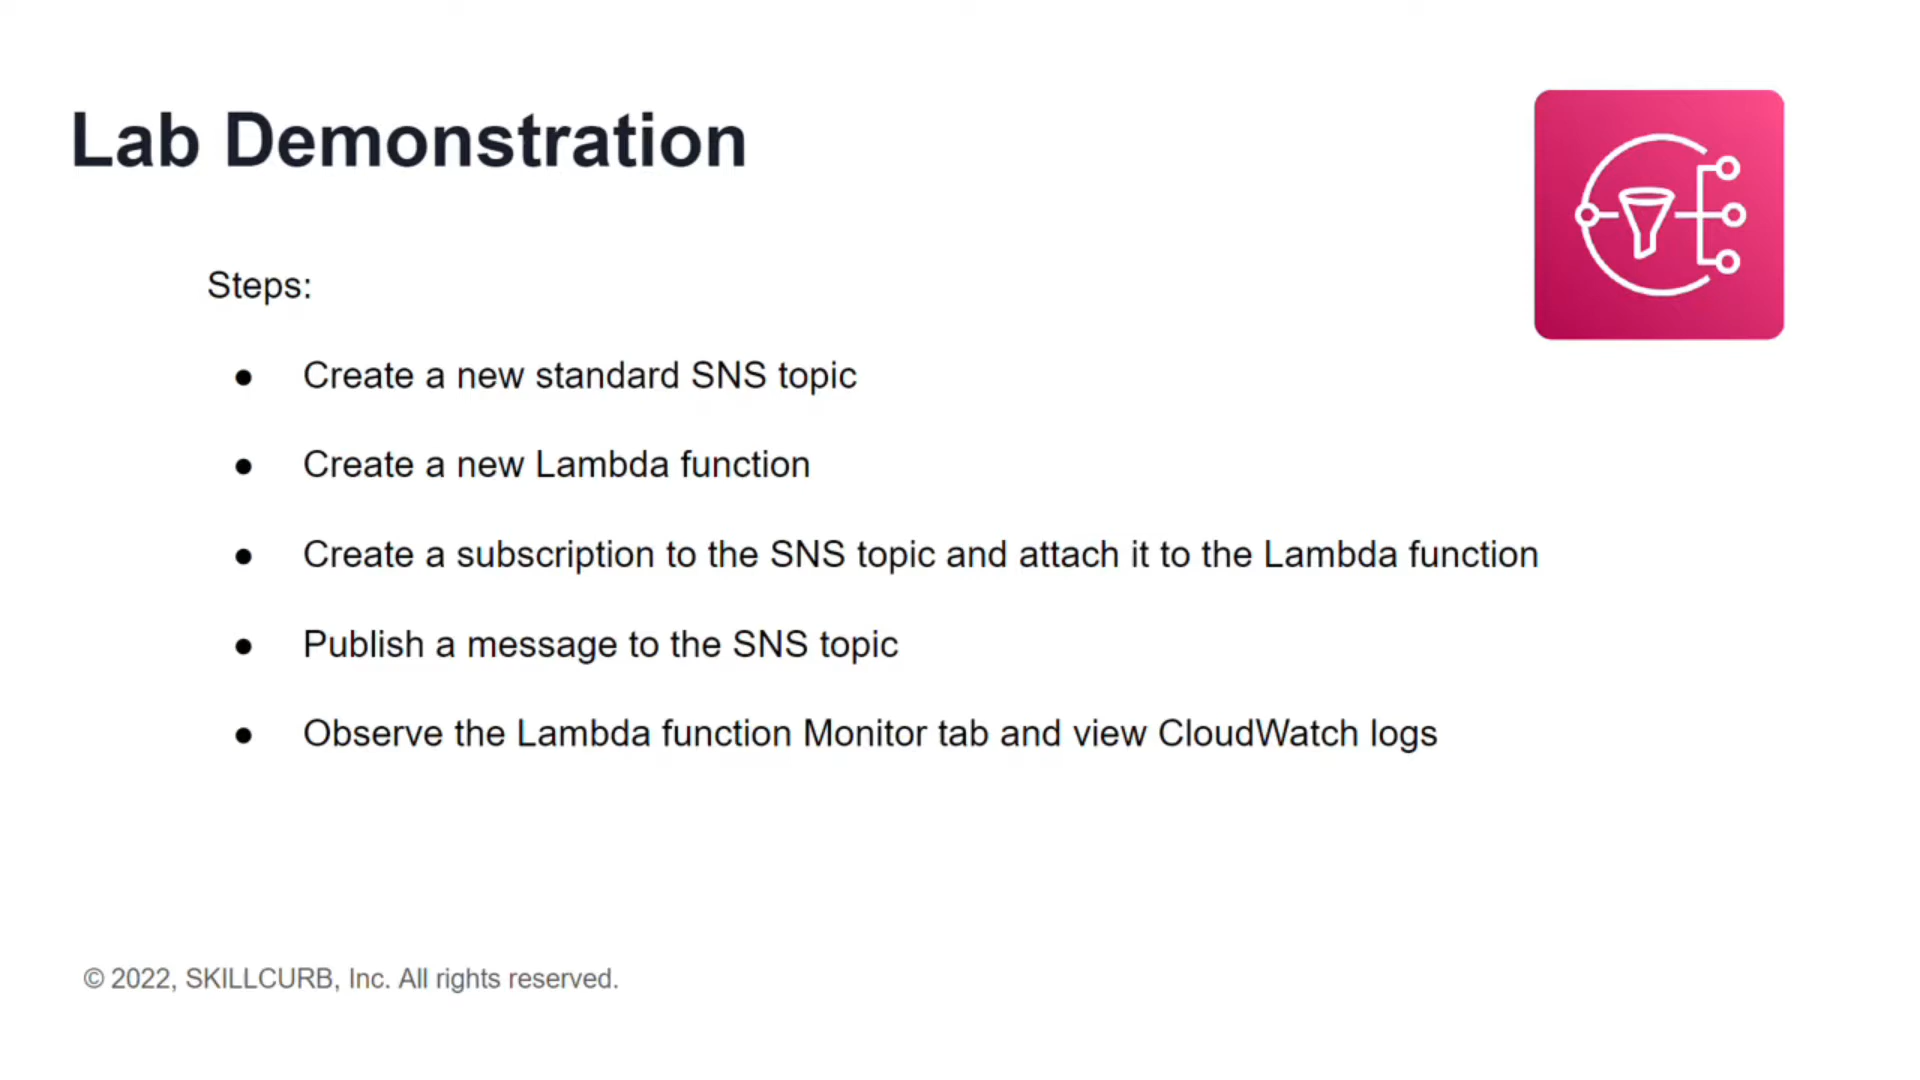 Lab Demonstration
Steps:
● Create a new standard SNS topic
● Create a new Lambda function
● Create a subscription to the SNS topic and attach it to the Lambda function
● Publish a message to the SNS topic
● Observe the Lambda function Monitor tab and view CloudWatch logs
© 2022, SKILLCURB, Inc. All rights reserved.